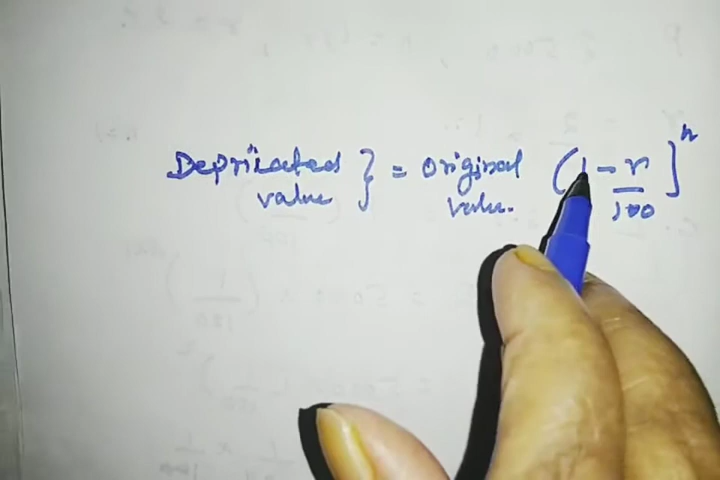 Depriciated } = original (1 - r/100]^n
value value.